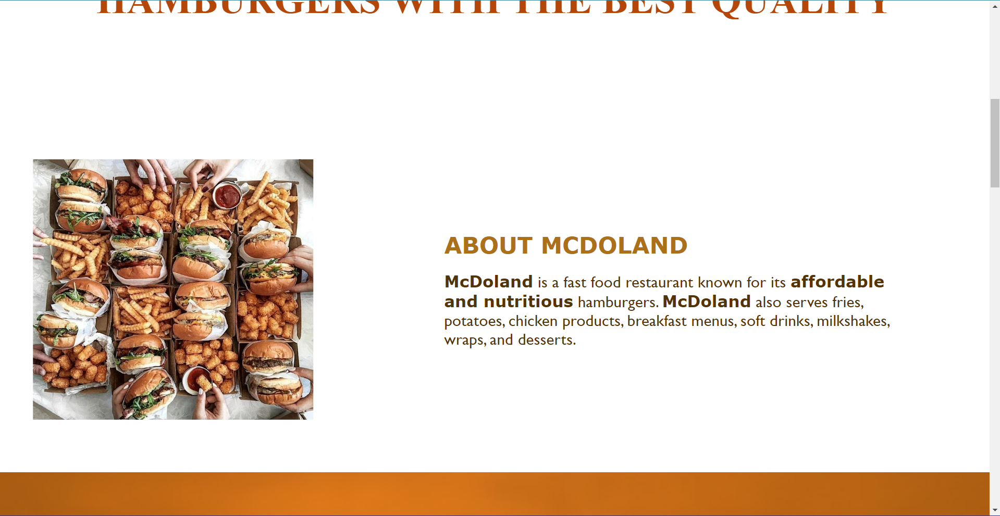 HAMBURGERS WITH THE BEST QUALITY
ABOUT MCDOLAND
McDoland is a fast food restaurant known for its affordable
and nutritious hamburgers. McDoland also serves fries,
potatoes, chicken products, breakfast menus, soft drinks, milkshakes,
wraps, and desserts.